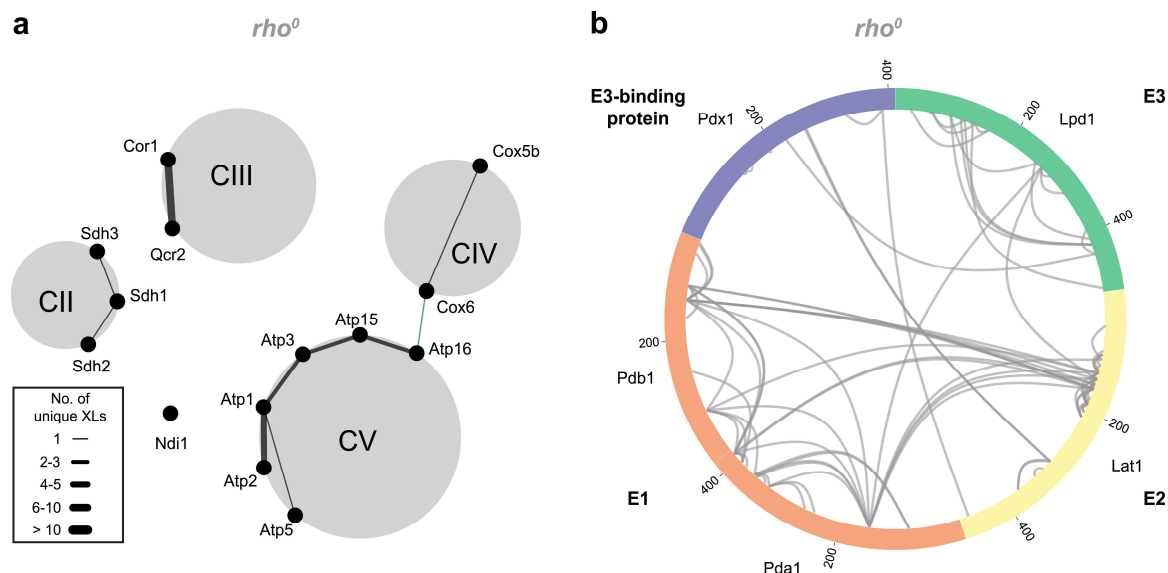 a
rho⁰
Cor1
CIII
Qcr2
Sdh3
CII
Sdh1
Sdh2
Cox5b
CIV
Cox6
Atp15
Atp3
Atp16
Atp1
CV
Atp2
Atp5
Ndi1
No. of
unique XLs
1
2-3
4-5
6-10
> 10
b
rho⁰
E3-binding
protein
Pdx1
200
400
200
Lpd1
E3
400
200
Pdb1
200
Lat1
E2
400
400
E1
200
Pda1